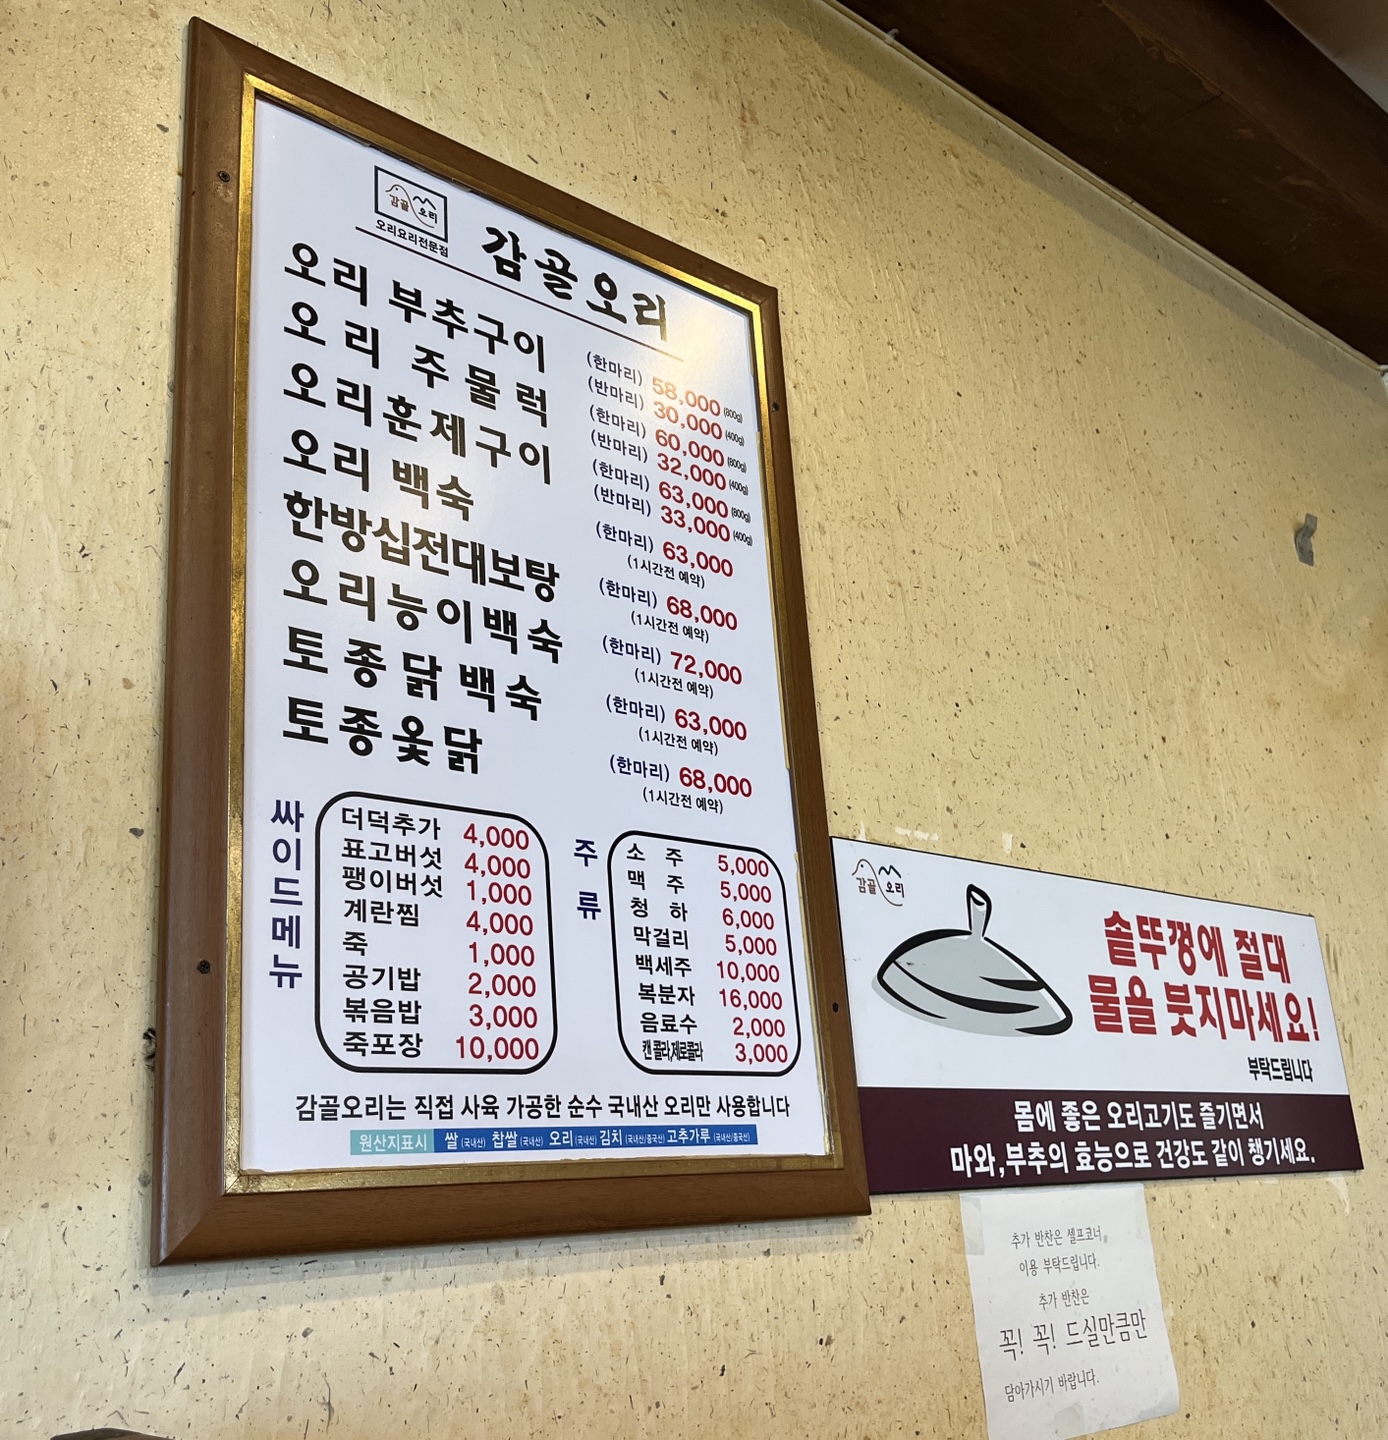 감골 오리
오리요리전문점
감골오리
오리 부추구이 (한마리) 58,000 (800g)
(반마리) 30,000 (400g)
오리 주물럭 (한마리) 60,000 (800g)
(반마리) 32,000 (400g)
오리훈제구이 (한마리) 63,000 (800g)
(반마리) 33,000 (400g)
오리 백숙 (한마리) 63,000
(1시간전 예약)
한방십전대보탕 (한마리) 68,000
(1시간전 예약)
오리능이백숙 (한마리) 72,000
(1시간전 예약)
토종닭백숙 (한마리) 63,000
(1시간전 예약)
토종옻닭 (한마리) 68,000
(1시간전 예약)
싸이드메뉴
더덕추가 4,000
표고버섯 4,000
팽이버섯 1,000
계란찜 4,000
죽 1,000
공기밥 2,000
볶음밥 3,000
죽포장 10,000
주류
소주 5,000
맥주 5,000
청하 6,000
막걸리 5,000
백세주 10,000
복분자 16,000
음료수 2,000
캔 콜라,제로콜라 3,000
감골오리는 직접 사육 가공한 순수 국내산 오리만 사용합니다
원산지표시 쌀 (국내산) 찹쌀 (국내산) 오리 (국내산) 김치 (국내산/중국산) 고추가루 (국내산/중국산)
감골 오리
솥뚜껑에 절대
물을 붓지마세요!
부탁드립니다
몸에 좋은 오리고기도 즐기면서
마와,부추의 효능으로 건강도 같이 챙기세요.
추가 반찬은 셀프코너
이용 부탁드립니다.
추가 반찬은
꼭! 꼭! 드실만큼만
담아가시기 바랍니다.